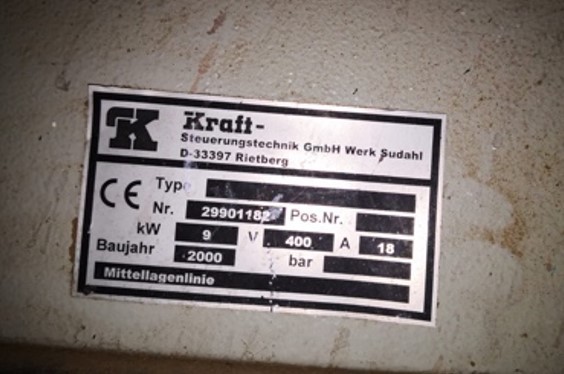 K
Kraft-
Steuerungstechnik GmbH Werk Sudahl
D-33397 Rietberg
CE Type
Nr. 29901182 Pos.Nr.
kW 9 V 400 A 18
Baujahr 2000 bar
Mittellagenlinie